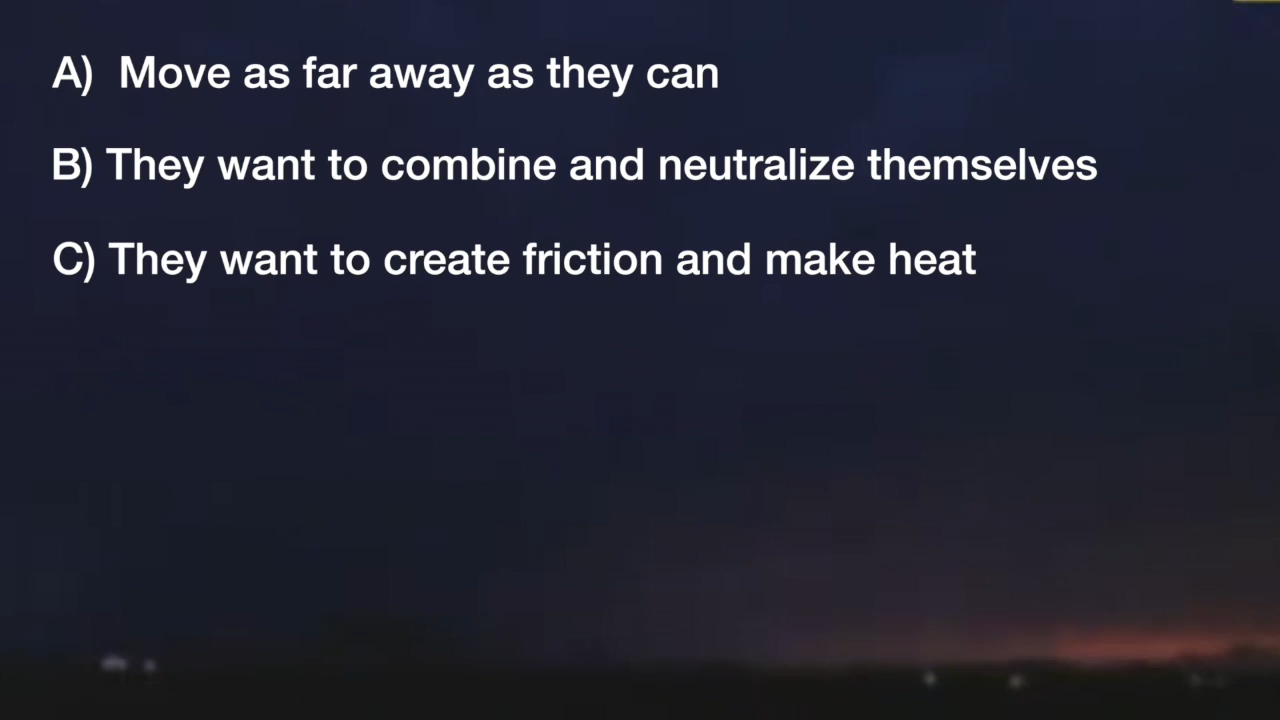 A) Move as far away as they can
B) They want to combine and neutralize themselves
C) They want to create friction and make heat